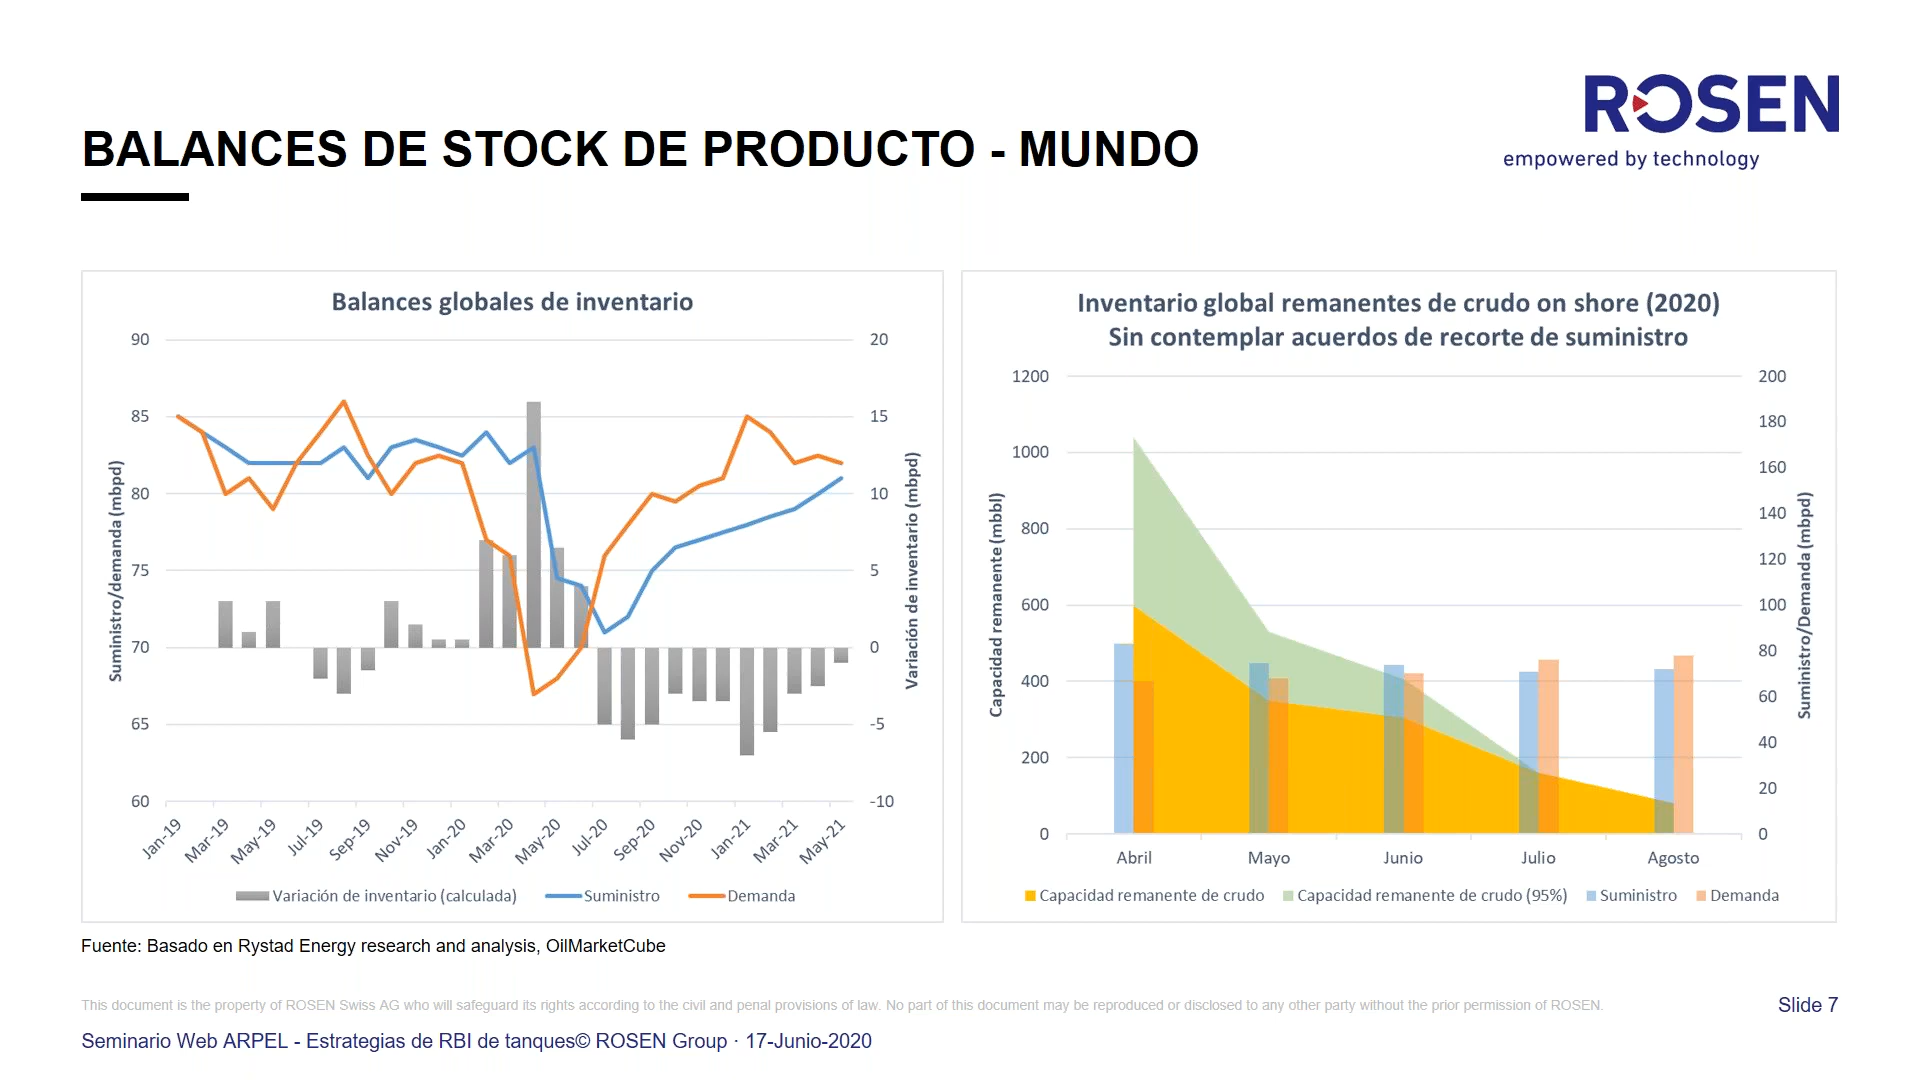 ROSEN
empowered by technology
BALANCES DE STOCK DE PRODUCTO - MUNDO
Balances globales de inventario
90
85
80
75
70
65
60
20
15
10
5
0
-5
-10
Suministro/demanda (mbpd)
Variación de inventario (mbpd)
Jan-19
Mar-19
May-19
Jul-19
Sep-19
Nov-19
Jan-20
Mar-20
May-20
Jul-20
Sep-20
Nov-20
Jan-21
Mar-21
May-21
Variación de inventario (calculada)
Suministro
Demanda
Inventario global remanentes de crudo on shore (2020)
Sin contemplar acuerdos de recorte de suministro
1200
1000
800
600
400
200
0
200
180
160
140
120
100
80
60
40
20
0
Capacidad remanente (mbbl)
Suministro/Demanda (mbpd)
Abril
Mayo
Junio
Julio
Agosto
Capacidad remanente de crudo
Capacidad remanente de crudo (95%)
Suministro
Demanda
Fuente: Basado en Rystad Energy research and analysis, OilMarketCube
This document is the property of ROSEN Swiss AG who will safeguard its rights according to the civil and penal provisions of law. No part of this document may be reproduced or disclosed to any other party without the prior permission of ROSEN.
Slide 7
Seminario Web ARPEL - Estrategias de RBI de tanques© ROSEN Group · 17-Junio-2020